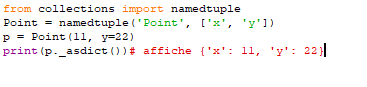 from collections import namedtuple
Point = namedtuple('Point', ['x', 'y'])
p = Point(11, y=22)
print(p._asdict())# affiche {'x': 11, 'y': 22}